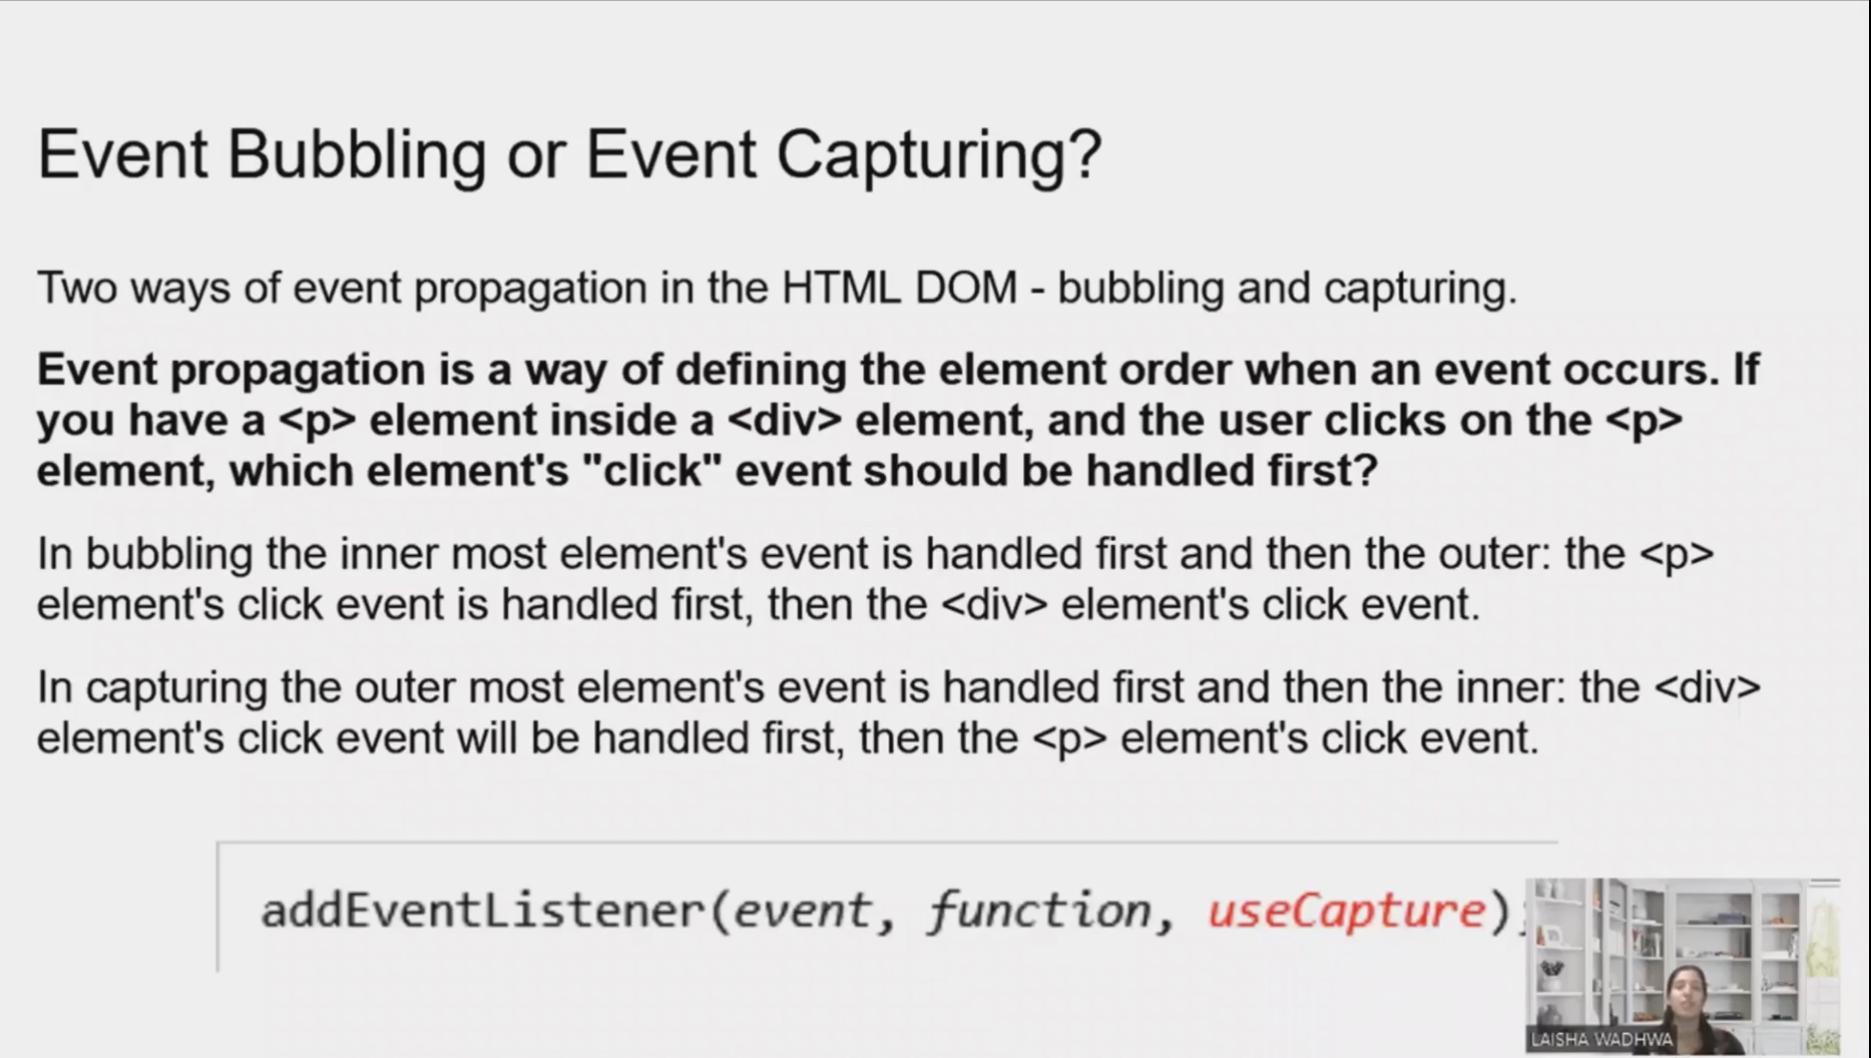 Event Bubbling or Event Capturing?
Two ways of event propagation in the HTML DOM - bubbling and capturing.
Event propagation is a way of defining the element order when an event occurs. If
you have a <p> element inside a <div> element, and the user clicks on the <p>
element, which element's "click" event should be handled first?
In bubbling the inner most element's event is handled first and then the outer: the <p>
element's click event is handled first, then the <div> element's click event.
In capturing the outer most element's event is handled first and then the inner: the <div>
element's click event will be handled first, then the <p> element's click event.
addEventListener(event, function, useCapture);
LAISHA WADHWA